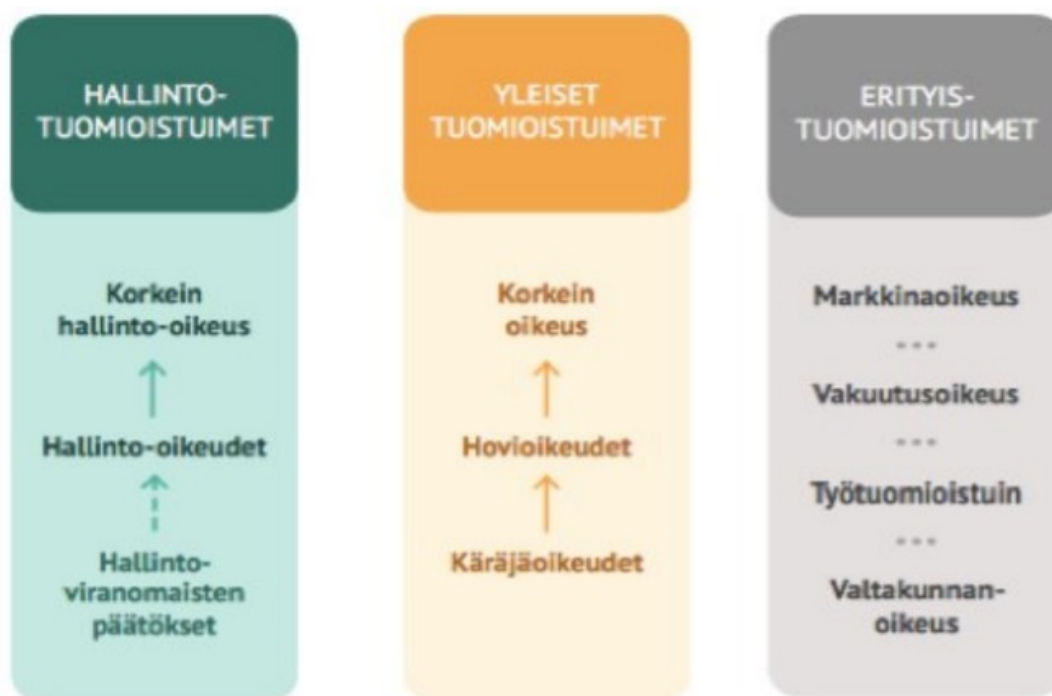 HALLINTO-
TUOMIOISTUIMET
Korkein
hallinto-oikeus
Hallinto-oikeudet
Hallinto-
viranomaisten
päätökset
YLEISET
TUOMIOISTUIMET
Korkein
oikeus
Hovioikeudet
Käräjäoikeudet
ERITYIS-
TUOMIOISTUIMET
Markkinaoikeus
Vakuutusoikeus
Työtuomioistuin
Valtakunnan-
oikeus